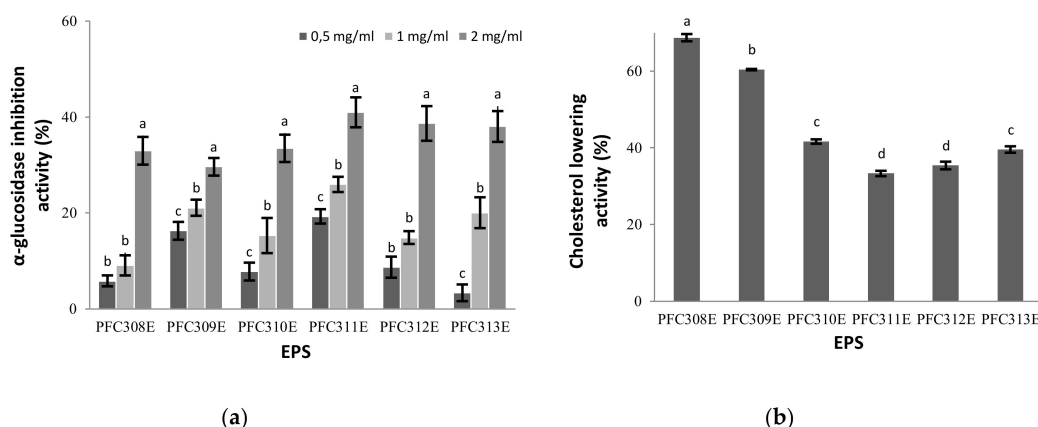 60
40
20
0
α-glucosidase inhibition
activity (%)
0,5 mg/ml 1 mg/ml 2 mg/ml
b b a
c b a
c b a
c b a
b b a
c b a
PFC308E PFC309E PFC310E PFC311E PFC312E PFC313E
EPS
(a)
60
40
20
0
Cholesterol lowering
activity (%)
a b c d d c
PFC308E PFC309E PFC310E PFC311E PFC312E PFC313E
EPS
(b)